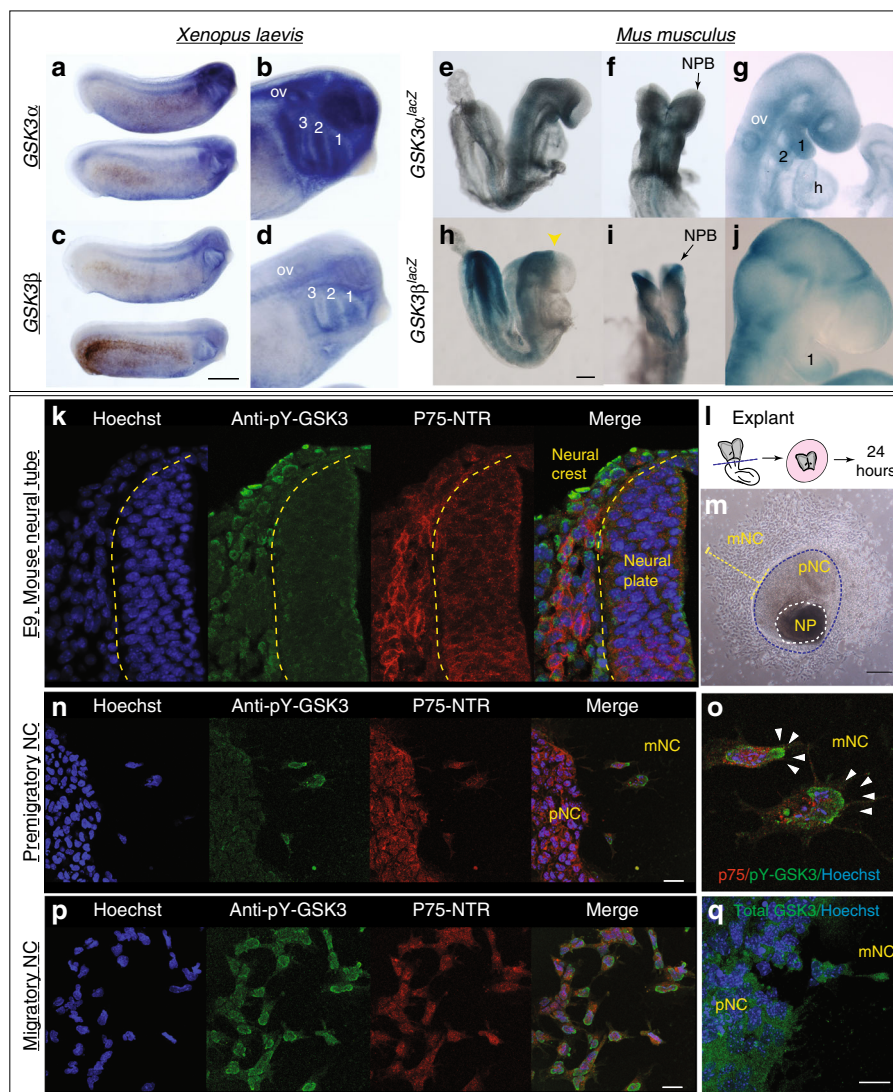 Xenopus laevis
Mus musculus
GSK3α
a
b
ov
3
2
1
GSK3β
c
d
ov
3
2
1
GSK3α^lacZ
e
f
NPB
g
ov
1
2
h
GSK3β^lacZ
h
i
NPB
j
1
E9. Mouse neural tube
k
Hoechst
Anti-pY-GSK3
P75-NTR
Merge
Neural crest
Neural plate
l
Explant
24 hours
m
mNC
pNC
NP
Premigratory NC
n
Hoechst
Anti-pY-GSK3
P75-NTR
Merge
mNC
pNC
o
mNC
p75/pY-GSK3/Hoechst
Migratory NC
p
Hoechst
Anti-pY-GSK3
P75-NTR
Merge
q
Total GSK3/Hoechst
mNC
pNC